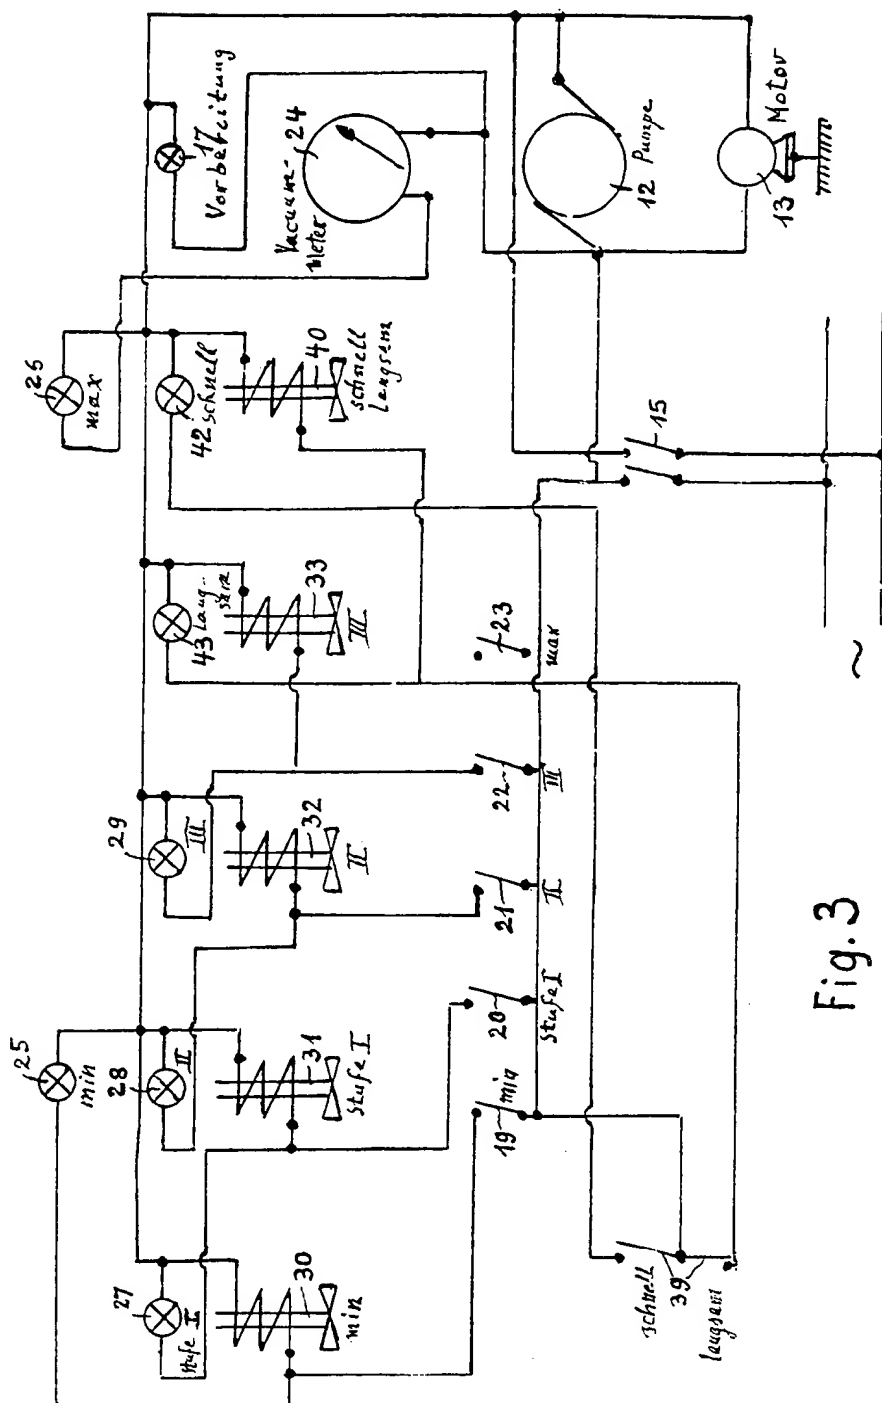 25
min
27
Stufe I
28
II
29
III
43
Lang-
sam
26
max
42 schnell
17
Vorbereitung
Vacuum-
meter
24
30
min
31
Stufe I
32
II
33
III
40
schnell
langsam
12
Pumpe
13
Motor
19
min
20
Stufe I
21
II
22
III
23
max
15
schnell
39
langsam
~
Fig. 3